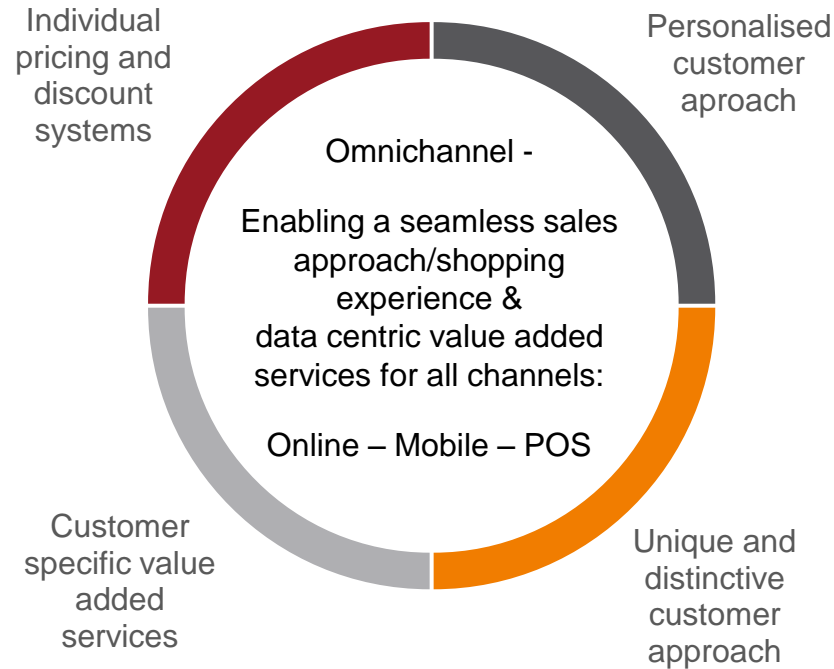 Individual
pricing and
discount
systems
Personalised
customer
aproach
Omnichannel -
Enabling a seamless sales
approach/shopping
experience &
data centric value added
services for all channels:
Online – Mobile – POS
Customer
specific value
added
services
Unique and
distinctive
customer
approach